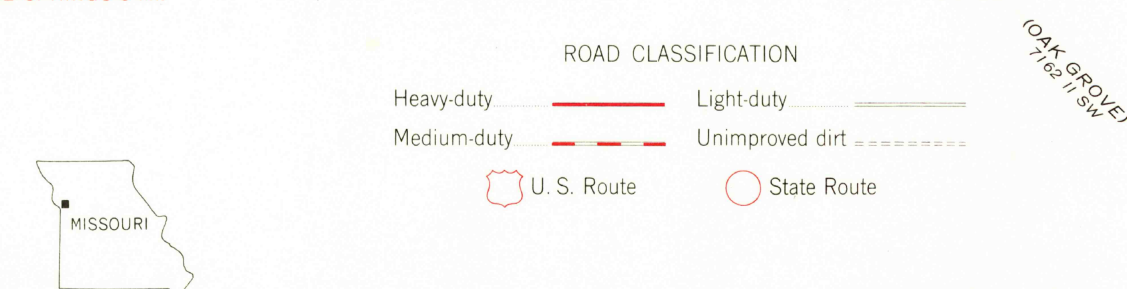 ROAD CLASSIFICATION
Heavy-duty
Light-duty
Medium-duty
Unimproved dirt
U. S. Route
State Route
(OAK GROVE)
7162 II SW
MISSOURI